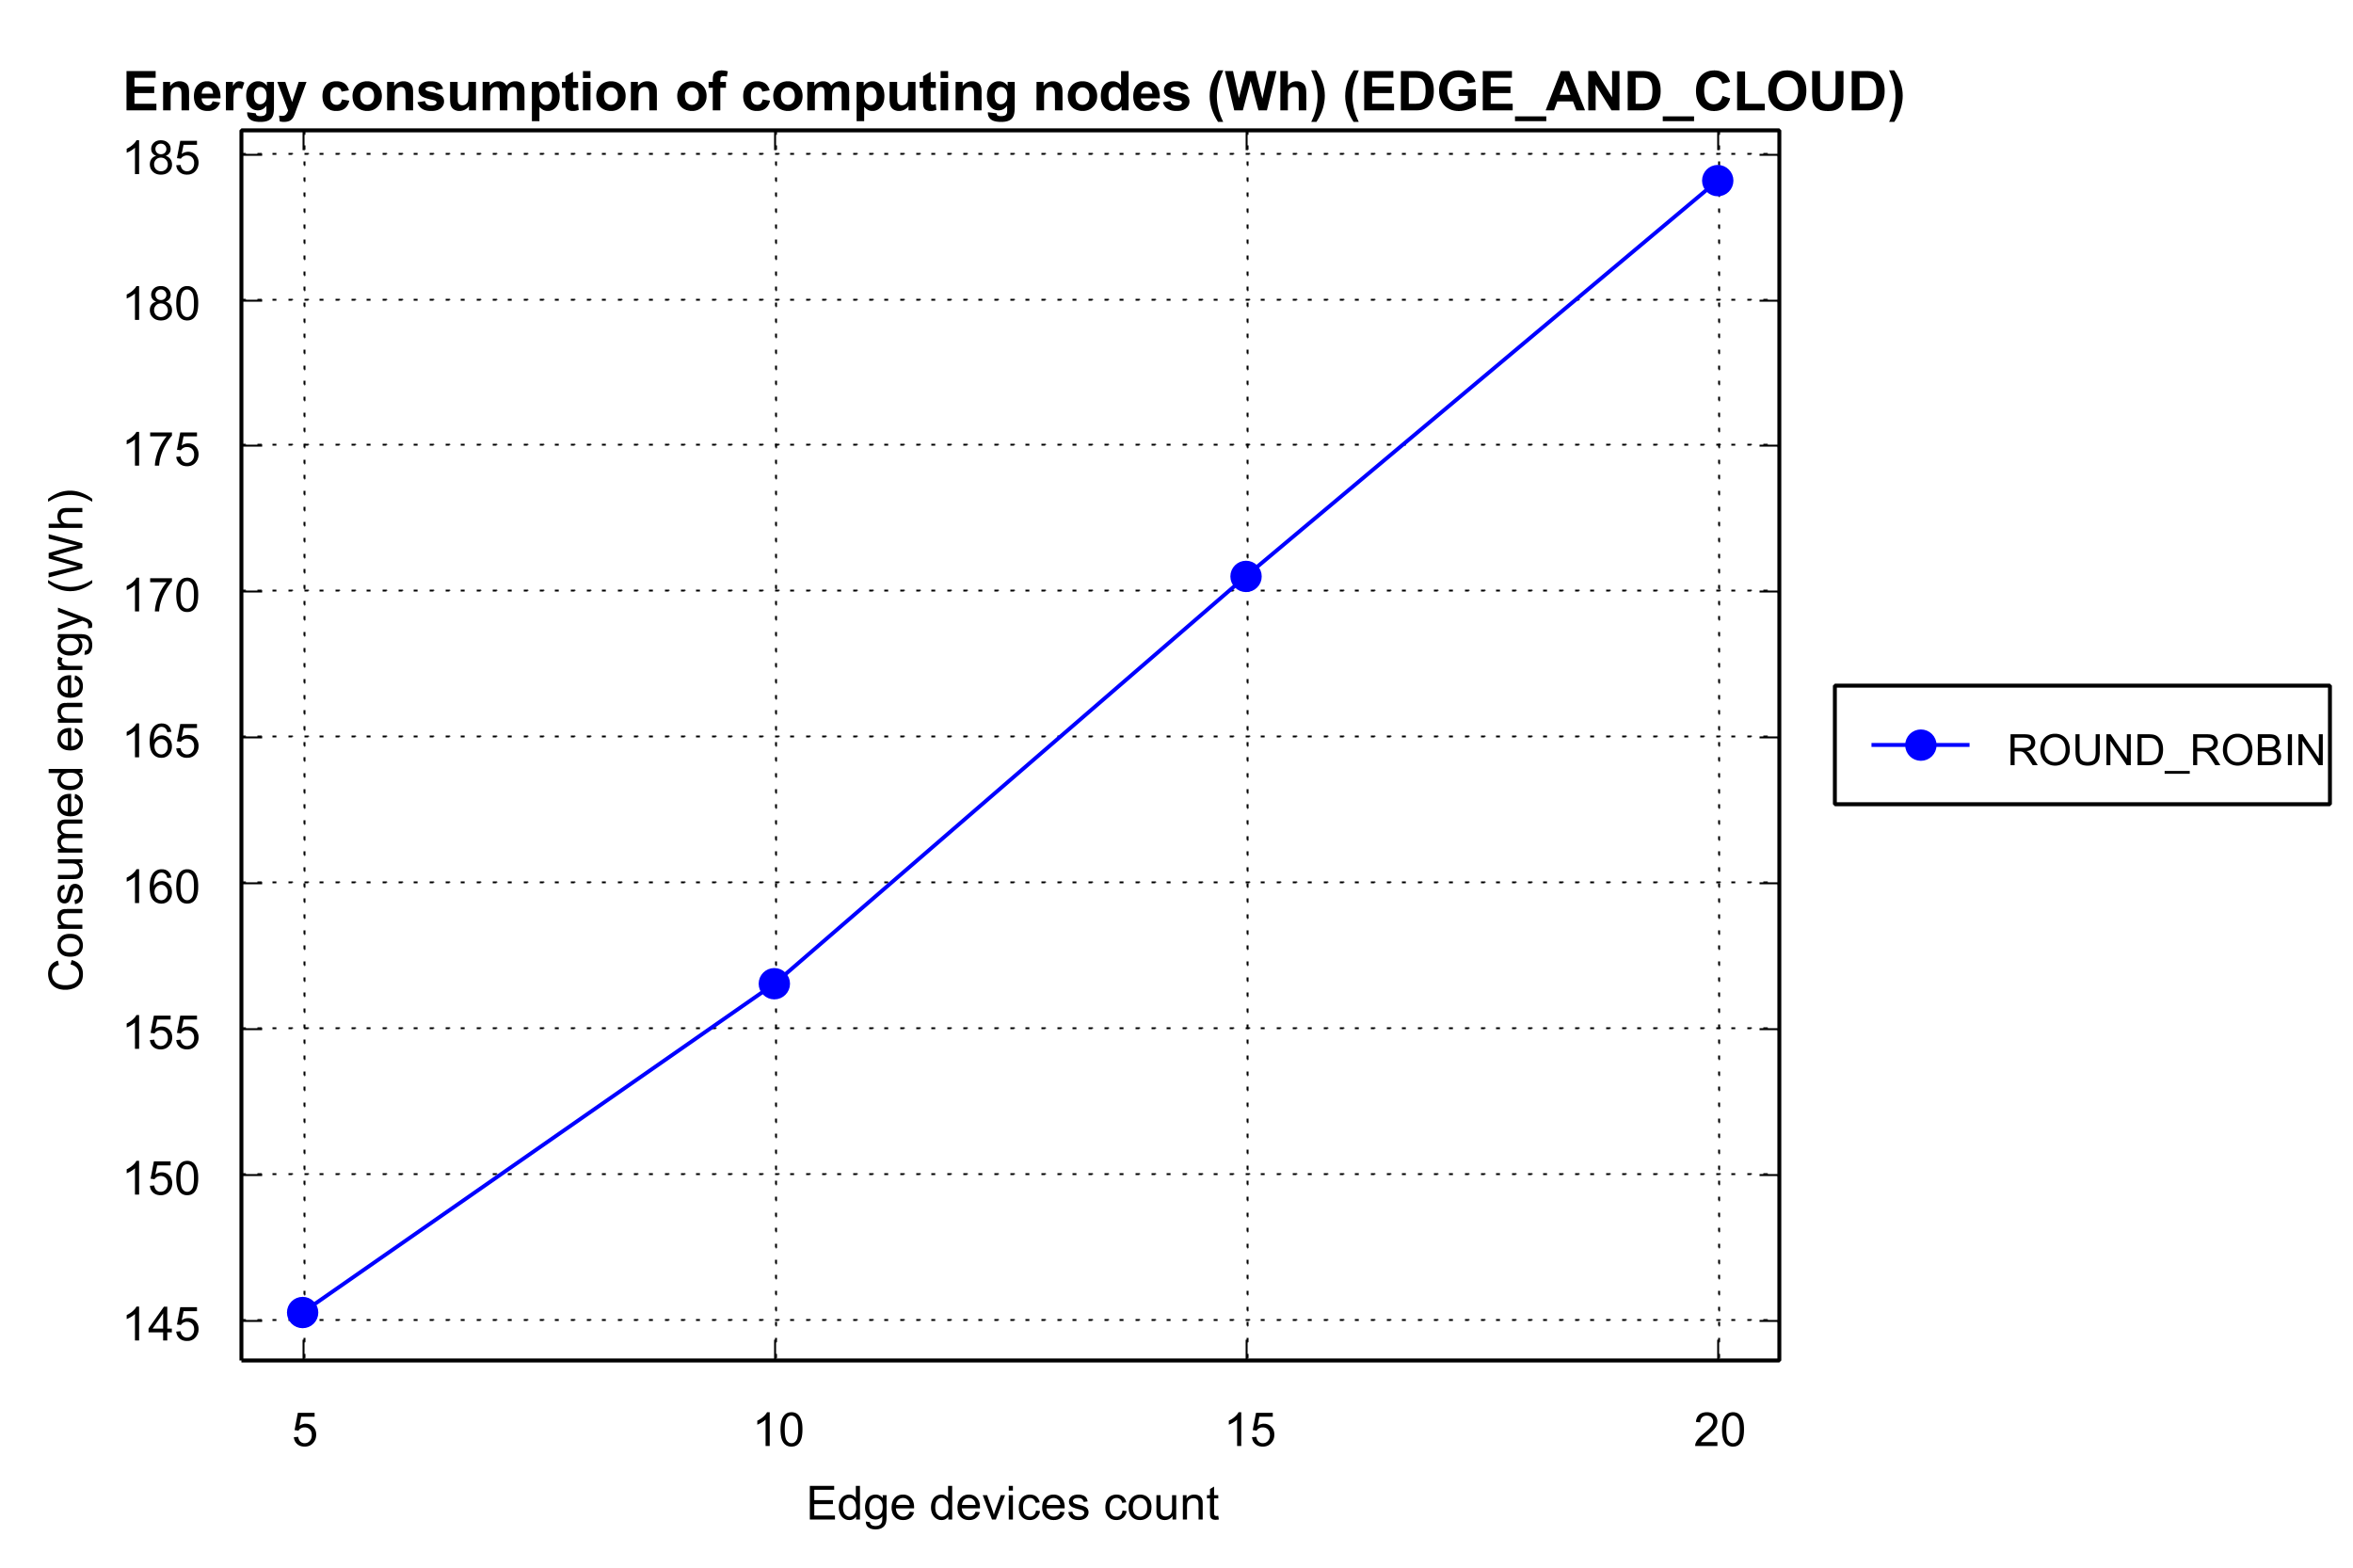 Energy consumption of computing nodes (Wh) (EDGE_AND_CLOUD)
185
180
175
170
165
160
155
150
145
Consumed energy (Wh)
5 10 15 20
Edge devices count
ROUND_ROBIN